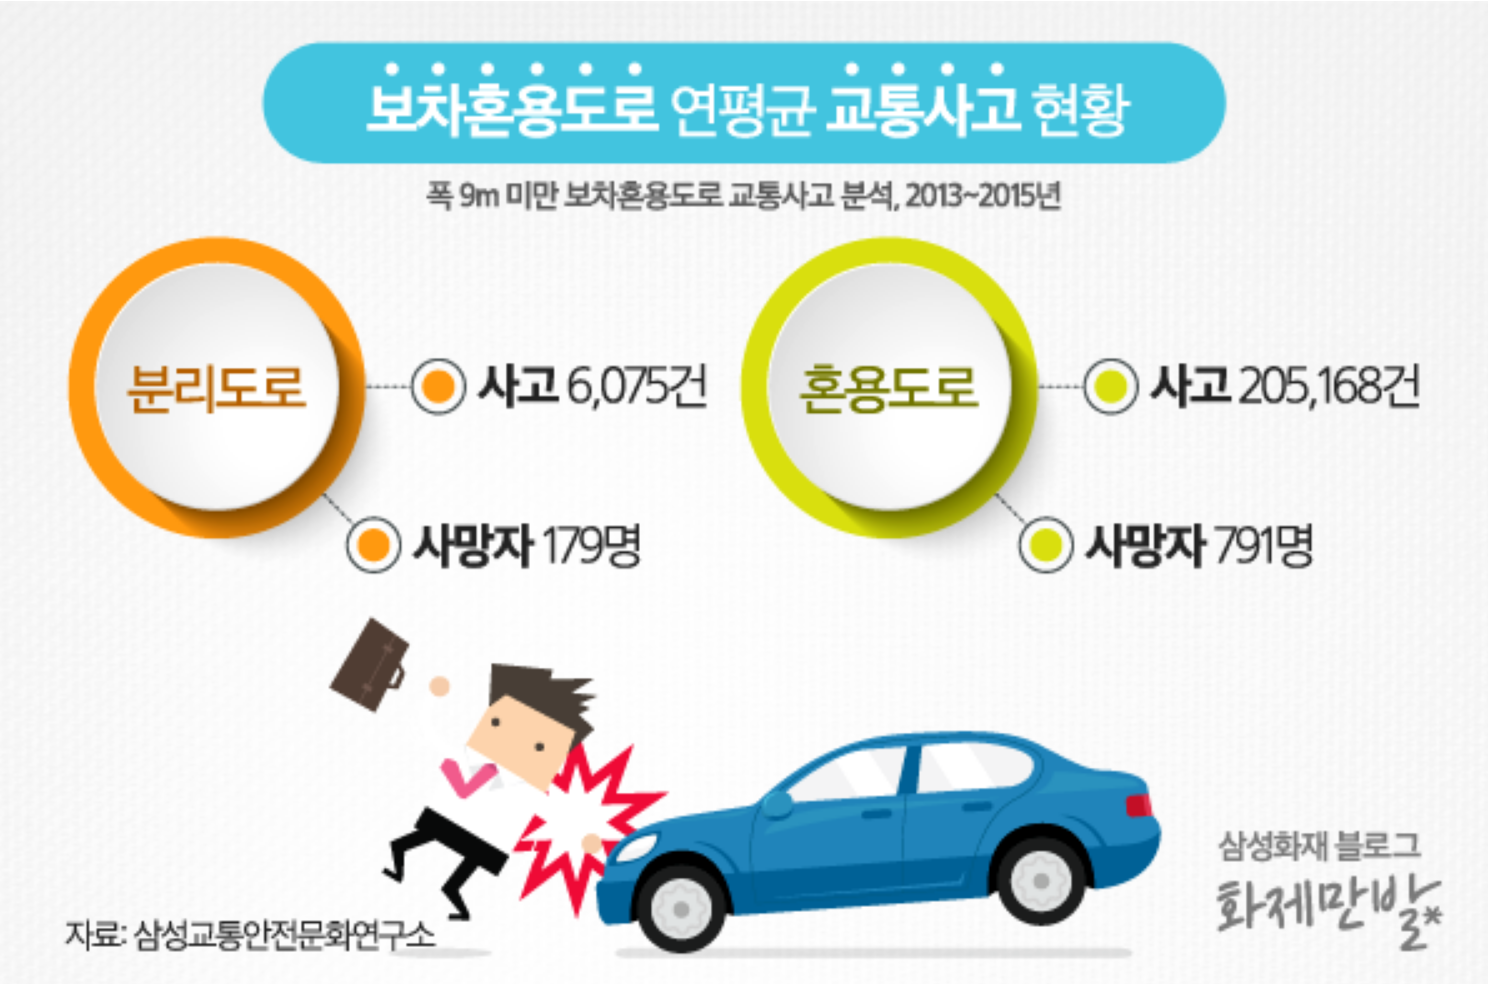 보차혼용도로 연평균 교통사고 현황
폭 9m 미만 보차혼용도로 교통사고 분석, 2013~2015년
분리도로
사고 6,075건
사망자 179명
혼용도로
사고 205,168건
사망자 791명
자료: 삼성교통안전문화연구소
삼성화재 블로그
화제만발*